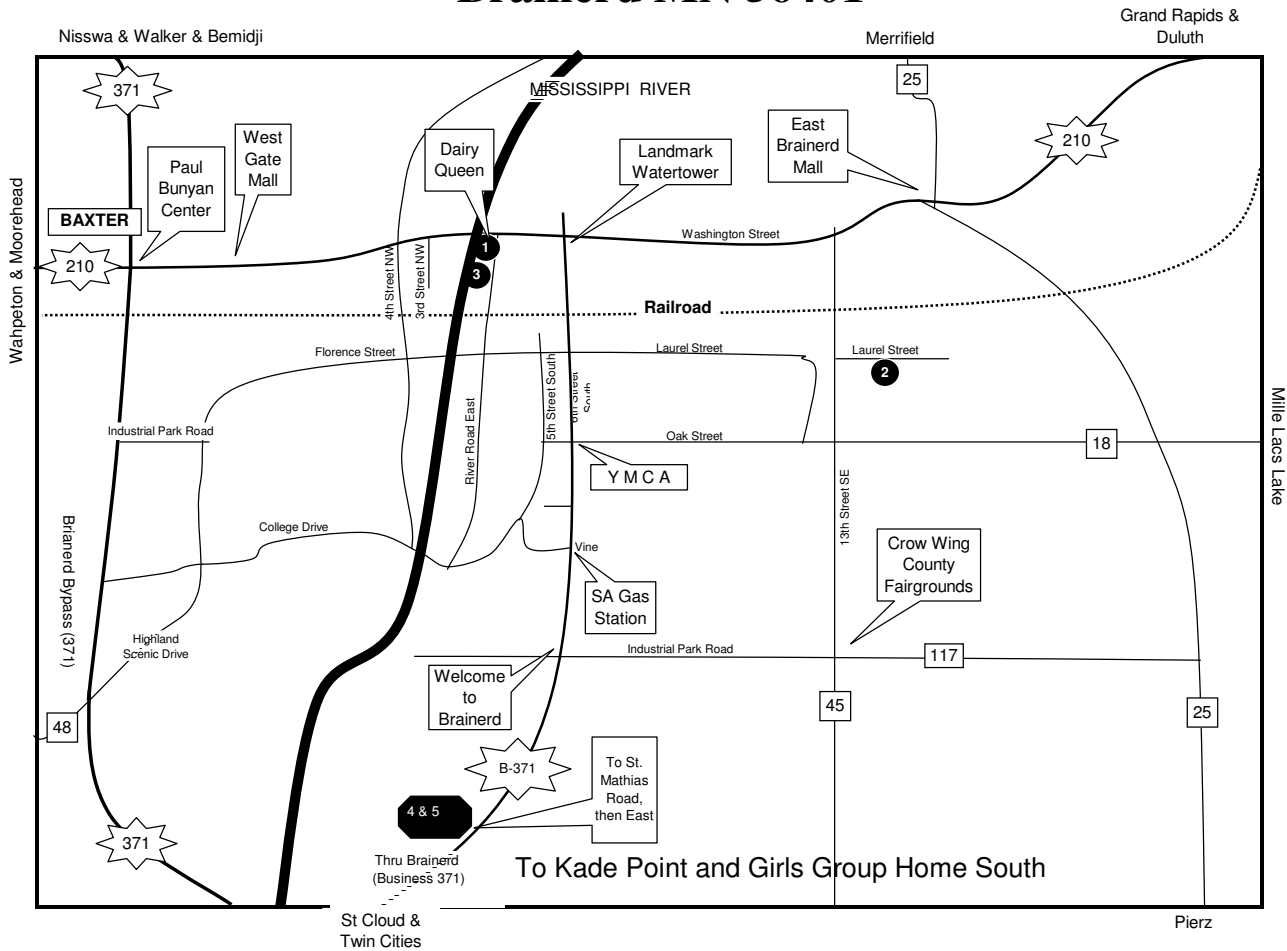 Brainerd MN 56401
Grand Rapids &
Duluth
Nisswa & Walker & Bemidji
Merrifield
371
25
MISSISSIPPI RIVER
210
East
Brainerd
Mall
West
Gate
Mall
Dairy
Queen
Landmark
Watertower
Paul
Bunyan
Center
BAXTER
Wahpeton & Moorehead
210
Washington Street
1
3
4th Street NW
3rd Street NW
Railroad
Florence Street
Laurel Street
Laurel Street
2
5th Street South
6th Street
South
River Road East
Industrial Park Road
Oak Street
18
Mille Lacs Lake
Y M C A
13th Street SE
Brianerd Bypass (371)
College Drive
Vine
Crow Wing
County
Fairgrounds
SA Gas
Station
Highland
Scenic Drive
Industrial Park Road
117
Welcome
to
Brainerd
48
45
25
B-371
To St.
Mathias
Road,
then East
4 & 5
371
Thru Brainerd
(Business 371)
To Kade Point and Girls Group Home South
St Cloud &
Twin Cities
Pierz